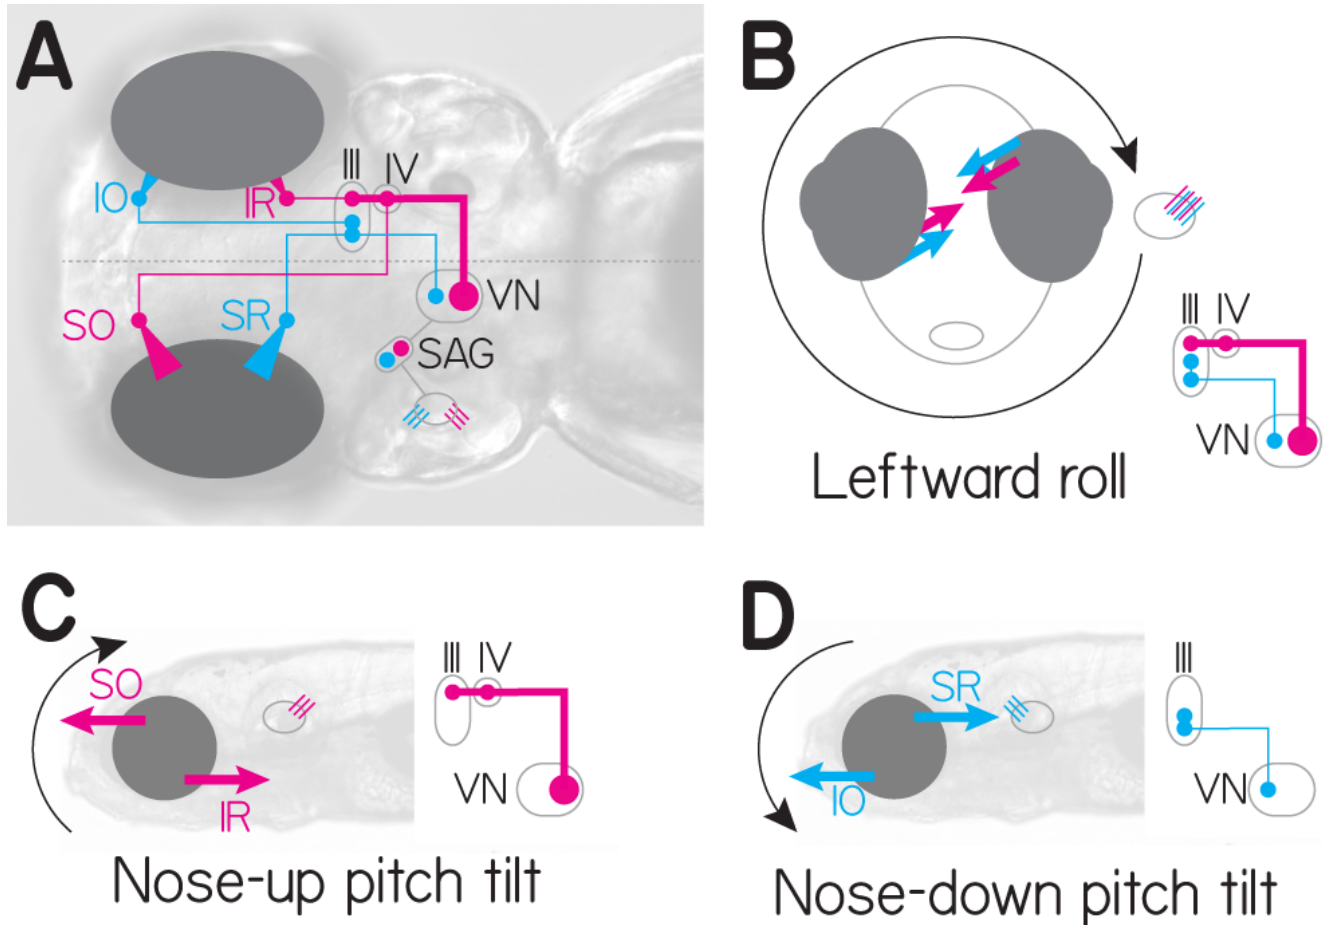 A
III IV
IO
IR
SO
SR
VN
SAG
B
III IV
VN
Leftward roll
C
SO
IR
III IV
VN
Nose-up pitch tilt
D
SR
IO
III
VN
Nose-down pitch tilt